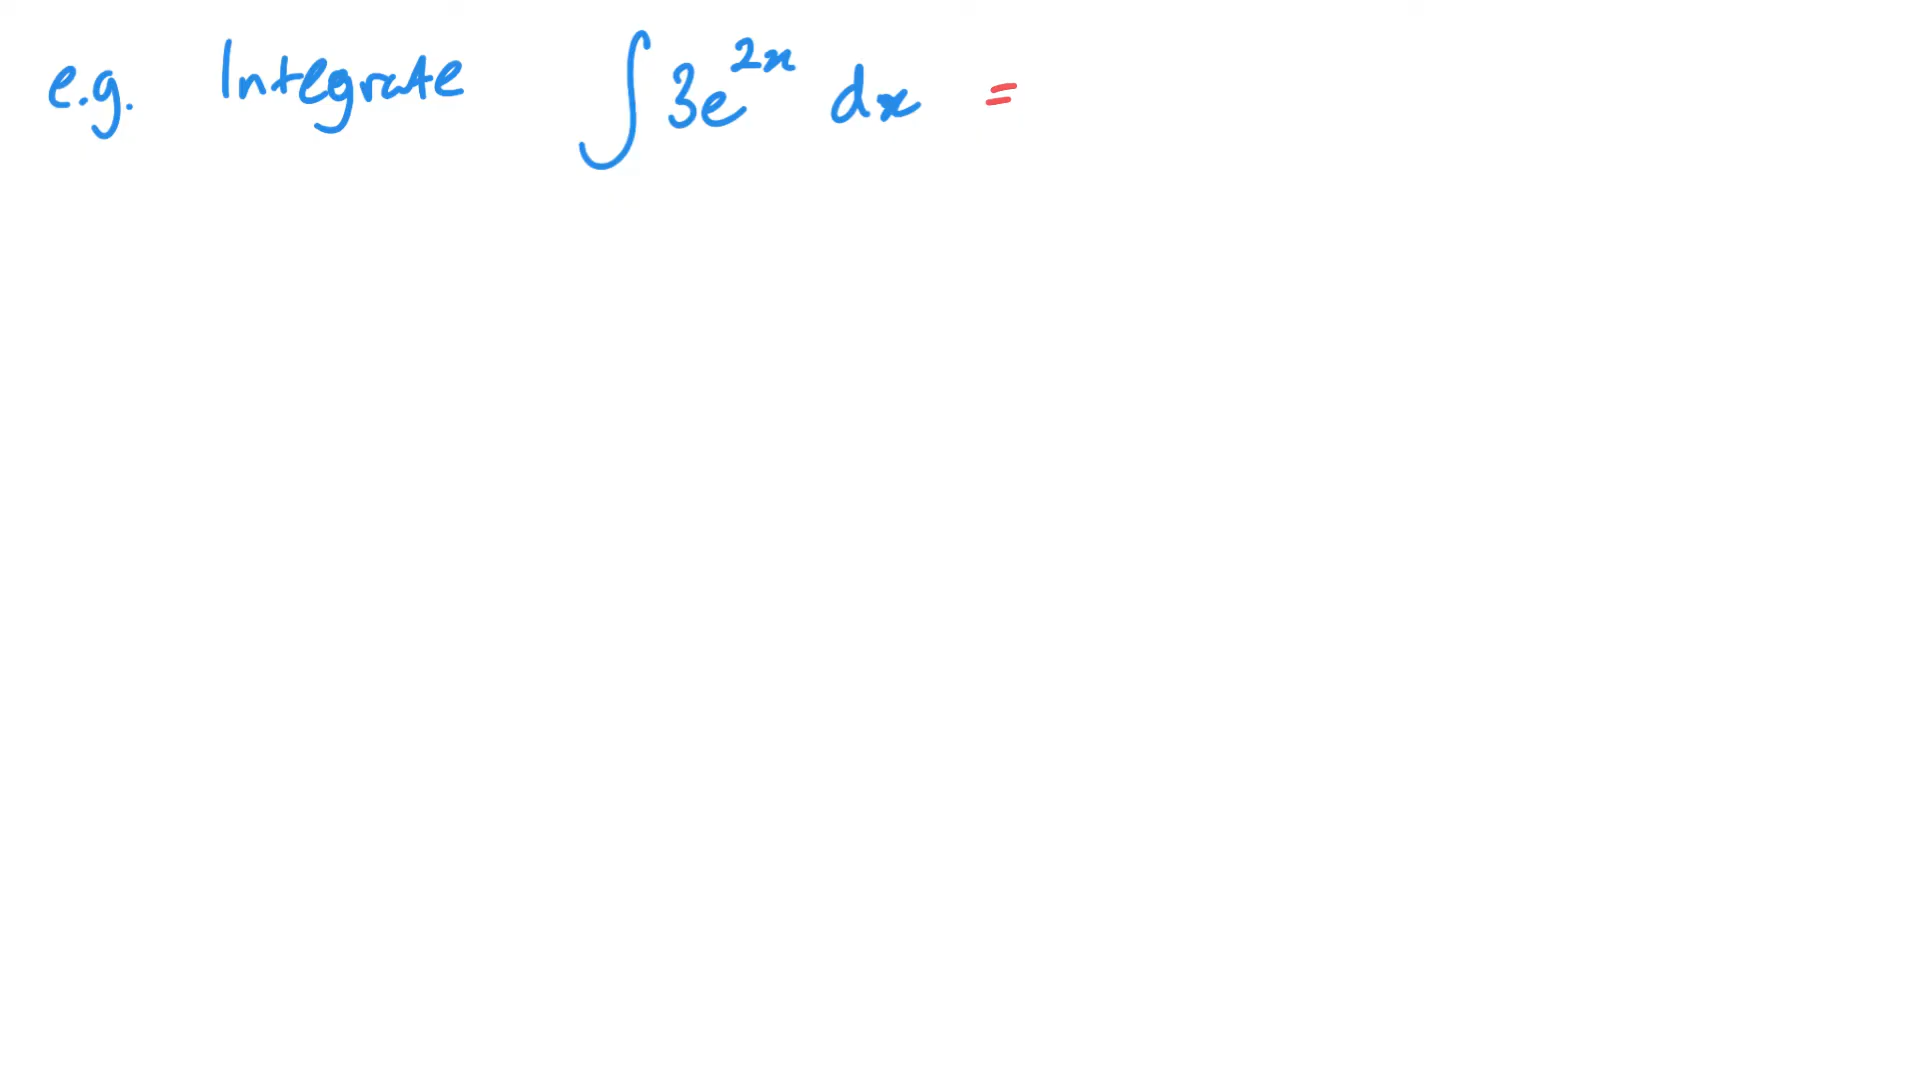 e.g. Integrate ∫ 3e^{2x} dx =